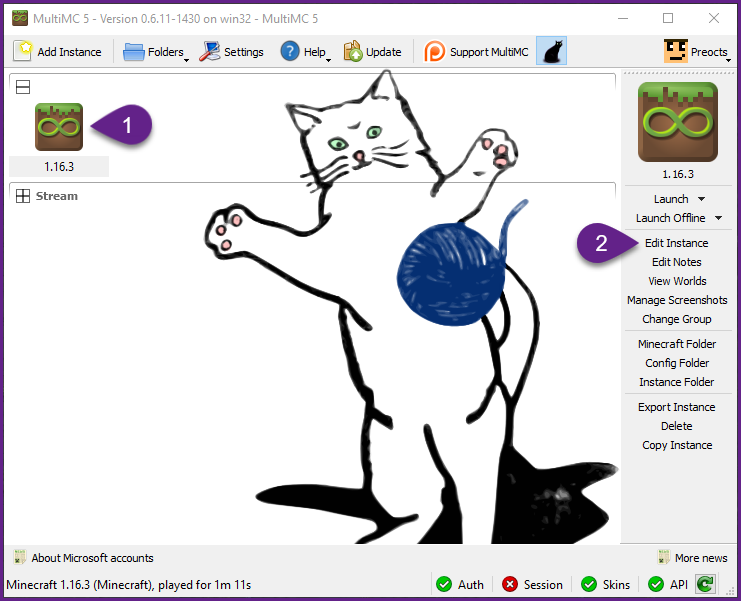 MultiMC 5 - Version 0.6.11-1430 on win32 - MultiMC 5
Add Instance Folders Settings Help Update Support MultiMC Preocts
1
1.16.3
Stream
1.16.3
Launch
Launch Offline
2
Edit Instance
Edit Notes
View Worlds
Manage Screenshots
Change Group
Minecraft Folder
Config Folder
Instance Folder
Export Instance
Delete
Copy Instance
About Microsoft accounts More news
Minecraft 1.16.3 (Minecraft), played for 1m 11s Auth Session Skins API